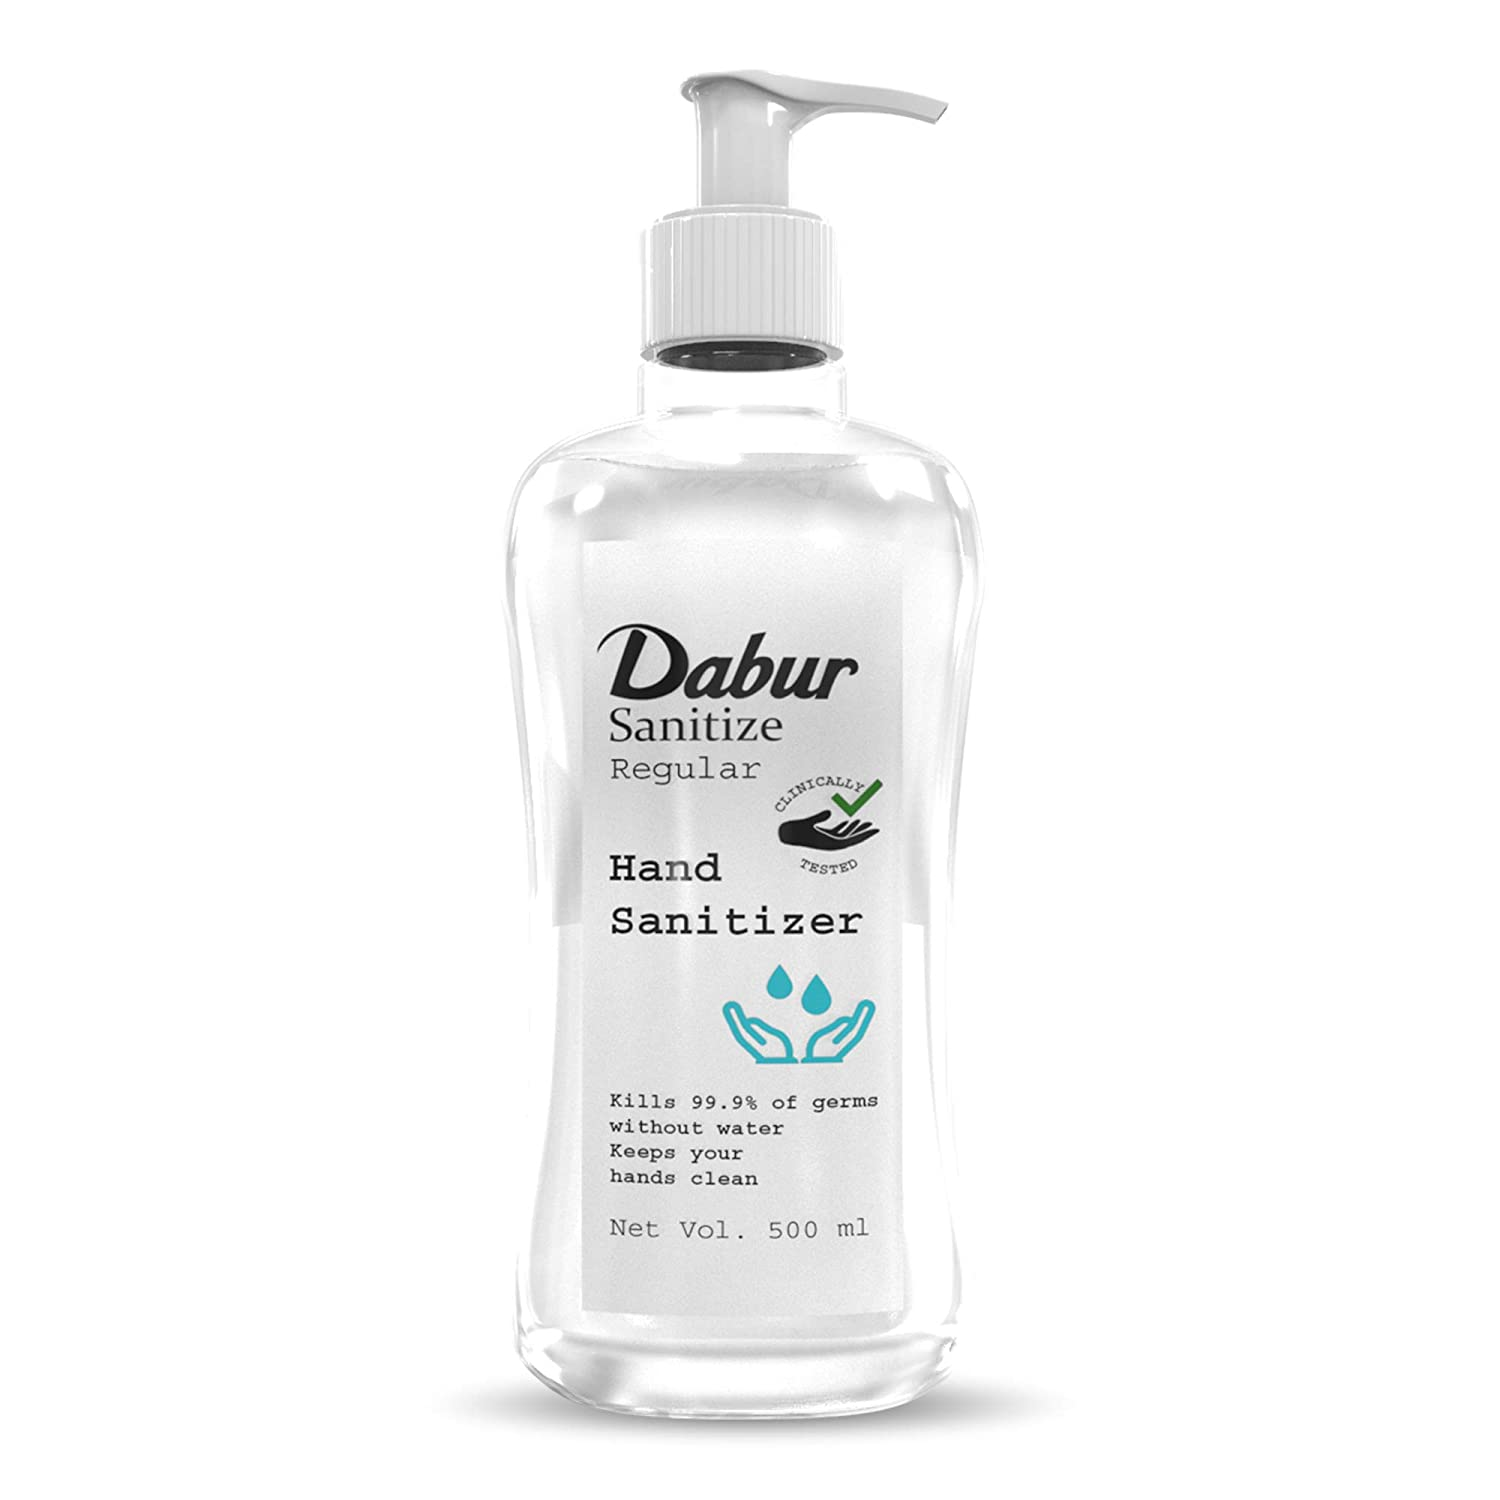 Dabur
Sanitize
Regular
CLINICALLY
TESTED
Hand
Sanitizer
Kills 99.9% of germs
without water
Keeps your
hands clean
Net Vol. 500 ml